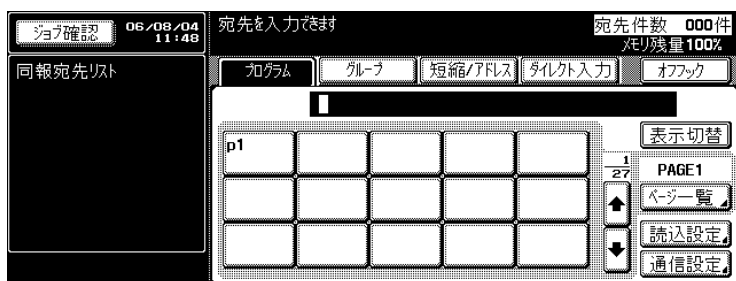 ジョブ確認 06/08/04 11:48
宛先を入力できます
宛先件数 000件
メモリ残量100%
同報宛先リスト
プログラム グループ 短縮/アドレス ダイレクト入力 オフフック
表示切替
p1
1/27
PAGE1
ページ一覧
読込設定
通信設定